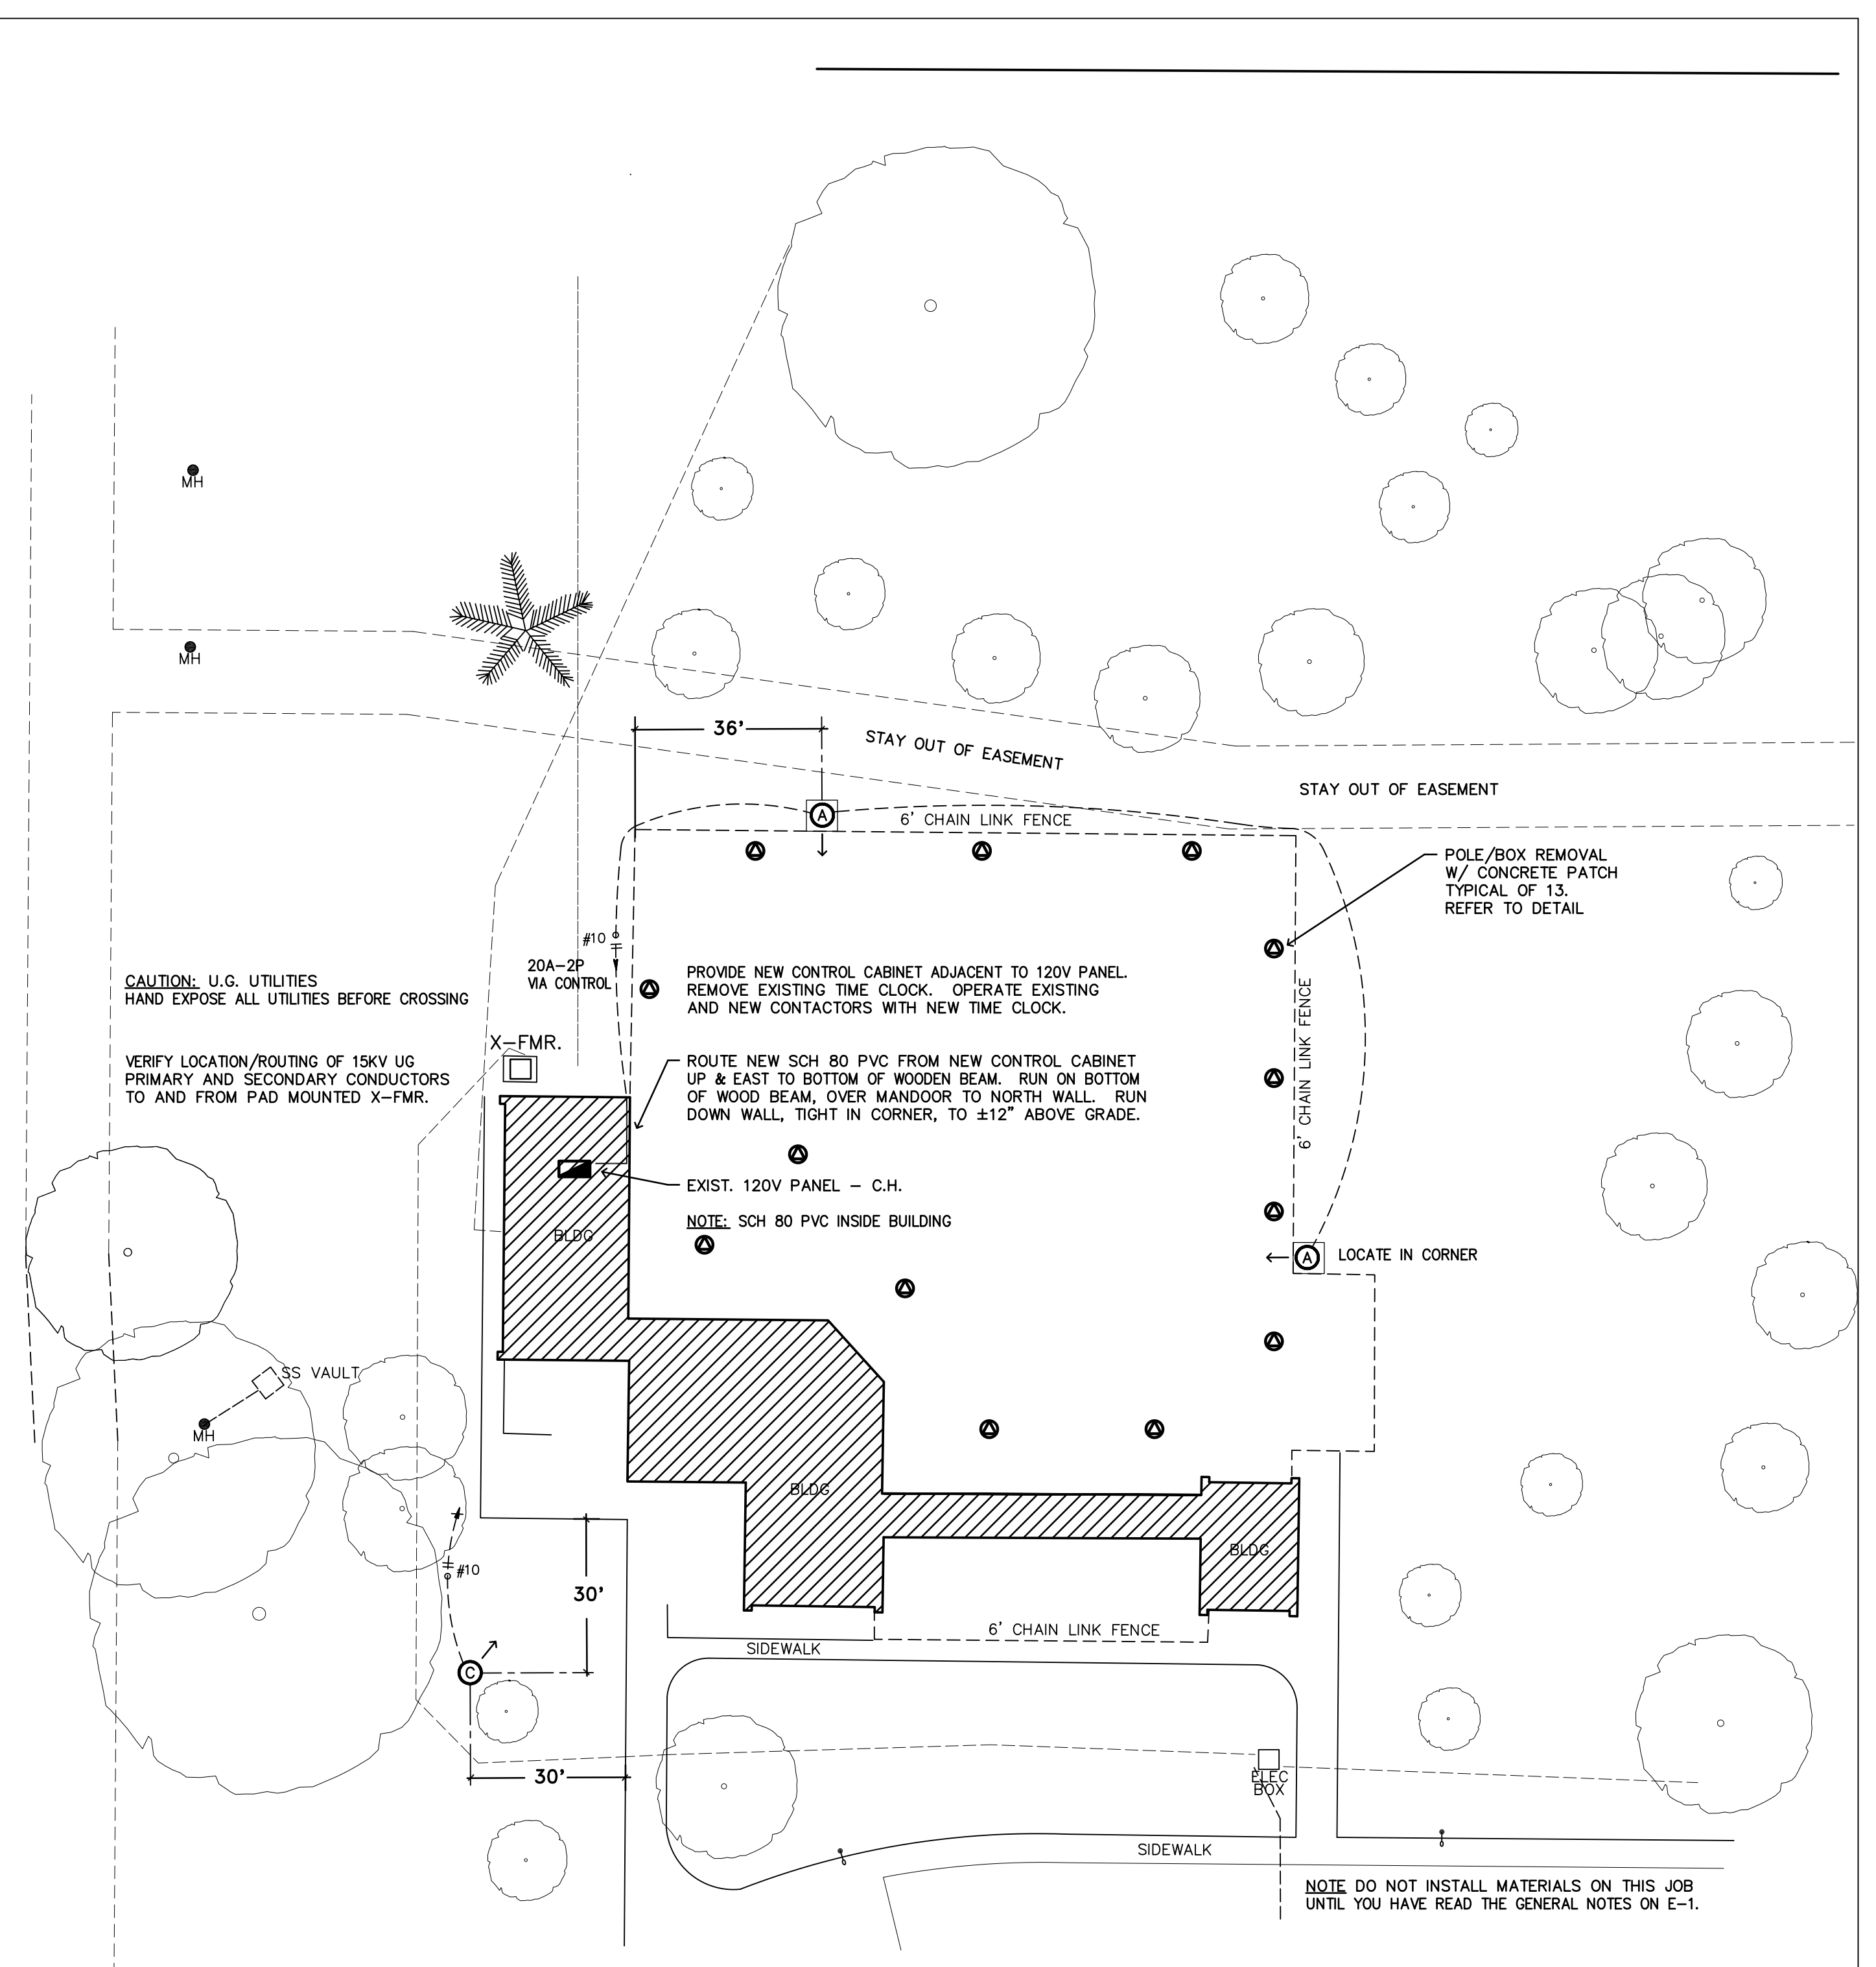 MH
MH
36'
STAY OUT OF EASEMENT
STAY OUT OF EASEMENT
A
6' CHAIN LINK FENCE
POLE/BOX REMOVAL
W/ CONCRETE PATCH
TYPICAL OF 13.
REFER TO DETAIL
#10
20A-2P
VIA CONTROL
PROVIDE NEW CONTROL CABINET ADJACENT TO 120V PANEL.
REMOVE EXISTING TIME CLOCK. OPERATE EXISTING
AND NEW CONTACTORS WITH NEW TIME CLOCK.
CAUTION: U.G. UTILITIES
HAND EXPOSE ALL UTILITIES BEFORE CROSSING
6' CHAIN LINK FENCE
X-FMR.
VERIFY LOCATION/ROUTING OF 15KV UG
PRIMARY AND SECONDARY CONDUCTORS
TO AND FROM PAD MOUNTED X-FMR.
ROUTE NEW SCH 80 PVC FROM NEW CONTROL CABINET
UP & EAST TO BOTTOM OF WOODEN BEAM. RUN ON BOTTOM
OF WOOD BEAM, OVER MANDOOR TO NORTH WALL. RUN
DOWN WALL, TIGHT IN CORNER, TO ±12" ABOVE GRADE.
EXIST. 120V PANEL - C.H.
NOTE: SCH 80 PVC INSIDE BUILDING
BLDG
A
LOCATE IN CORNER
SS VAULT
MH
BLDG
BLDG
#10
30'
6' CHAIN LINK FENCE
SIDEWALK
C
30'
ELEC
BOX
SIDEWALK
NOTE DO NOT INSTALL MATERIALS ON THIS JOB
UNTIL YOU HAVE READ THE GENERAL NOTES ON E-1.